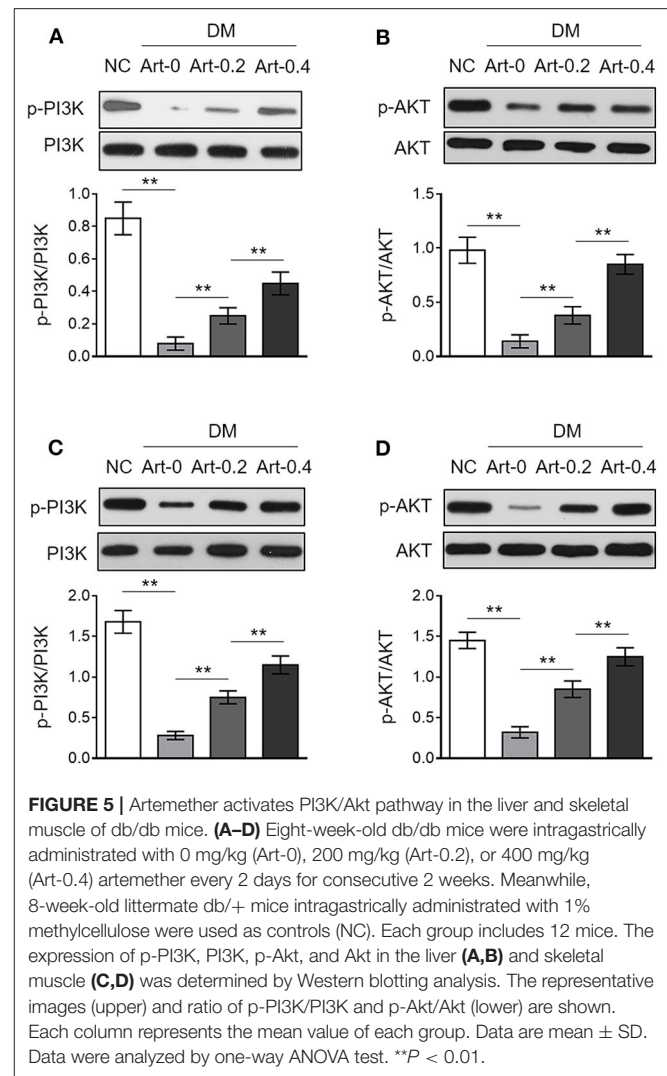 A
DM
NC Art-0 Art-0.2 Art-0.4
p-PI3K
PI3K
p-PI3K/PI3K
1.0
0.8
0.6
0.4
0.2
0.0
**
**
**
B
DM
NC Art-0 Art-0.2 Art-0.4
p-AKT
AKT
p-AKT/AKT
1.5
1.0
0.5
0.0
**
**
**
C
DM
NC Art-0 Art-0.2 Art-0.4
p-PI3K
PI3K
p-PI3K/PI3K
2.0
1.5
1.0
0.5
0.0
**
**
**
D
DM
NC Art-0 Art-0.2 Art-0.4
p-AKT
AKT
p-AKT/AKT
2.0
1.5
1.0
0.5
0.0
**
**
**
FIGURE 5 | Artemether activates PI3K/Akt pathway in the liver and skeletal
muscle of db/db mice. (A–D) Eight-week-old db/db mice were intragastrically
administrated with 0 mg/kg (Art-0), 200 mg/kg (Art-0.2), or 400 mg/kg
(Art-0.4) artemether every 2 days for consecutive 2 weeks. Meanwhile,
8-week-old littermate db/+ mice intragastrically administrated with 1%
methylcellulose were used as controls (NC). Each group includes 12 mice. The
expression of p-PI3K, PI3K, p-Akt, and Akt in the liver (A,B) and skeletal
muscle (C,D) was determined by Western blotting analysis. The representative
images (upper) and ratio of p-PI3K/PI3K and p-Akt/Akt (lower) are shown.
Each column represents the mean value of each group. Data are mean ± SD.
Data were analyzed by one-way ANOVA test. **P < 0.01.